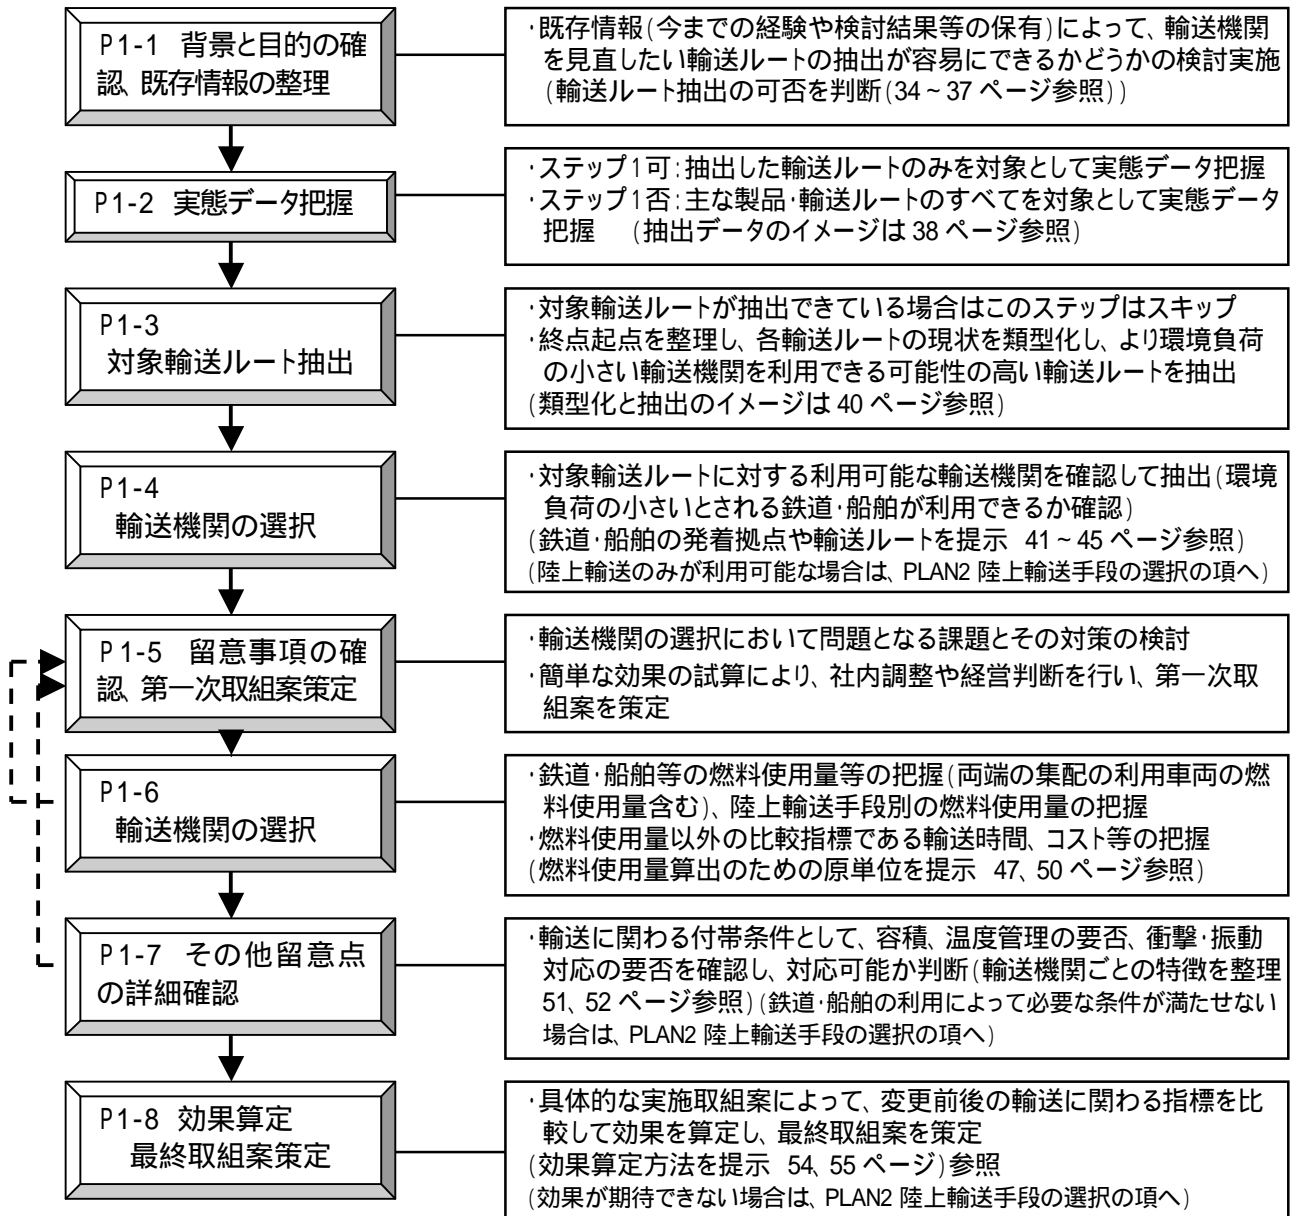 P1-1 背景と目的の確
認、既存情報の整理
・既存情報(今までの経験や検討結果等の保有)によって、輸送機関
を見直したい輸送ルートの抽出が容易にできるかどうかの検討実施
(輸送ルート抽出の可否を判断(34~37 ページ参照))
P1-2 実態データ把握
・ステップ1可:抽出した輸送ルートのみを対象として実態データ把握
・ステップ1否:主な製品・輸送ルートのすべてを対象として実態データ
把握 (抽出データのイメージは 38 ページ参照)
P1-3
対象輸送ルート抽出
・対象輸送ルートが抽出できている場合はこのステップはスキップ
・終点起点を整理し、各輸送ルートの現状を類型化し、より環境負荷
の小さい輸送機関を利用できる可能性の高い輸送ルートを抽出
(類型化と抽出のイメージは 40 ページ参照)
P1-4
輸送機関の選択
・対象輸送ルートに対する利用可能な輸送機関を確認して抽出(環境
負荷の小さいとされる鉄道・船舶が利用できるか確認)
(鉄道・船舶の発着拠点や輸送ルートを提示 41~45 ページ参照)
(陸上輸送のみが利用可能な場合は、PLAN2 陸上輸送手段の選択の項へ)
P1-5 留意事項の確
認、第一次取組案策定
・輸送機関の選択において問題となる課題とその対策の検討
・簡単な効果の試算により、社内調整や経営判断を行い、第一次取
組案を策定
P1-6
輸送機関の選択
・鉄道・船舶等の燃料使用量等の把握(両端の集配の利用車両の燃
料使用量含む)、陸上輸送手段別の燃料使用量の把握
・燃料使用量以外の比較指標である輸送時間、コスト等の把握
(燃料使用量算出のための原単位を提示 47、50 ページ参照)
P1-7 その他留意点
の詳細確認
・輸送に関わる付帯条件として、容積、温度管理の要否、衝撃・振動
対応の要否を確認し、対応可能か判断(輸送機関ごとの特徴を整理
51、52 ページ参照)(鉄道・船舶の利用によって必要な条件が満たせない
場合は、PLAN2 陸上輸送手段の選択の項へ)
P1-8 効果算定
最終取組案策定
・具体的な実施取組案によって、変更前後の輸送に関わる指標を比
較して効果を算定し、最終取組案を策定
(効果算定方法を提示 54、55 ページ)参照
(効果が期待できない場合は、PLAN2 陸上輸送手段の選択の項へ)